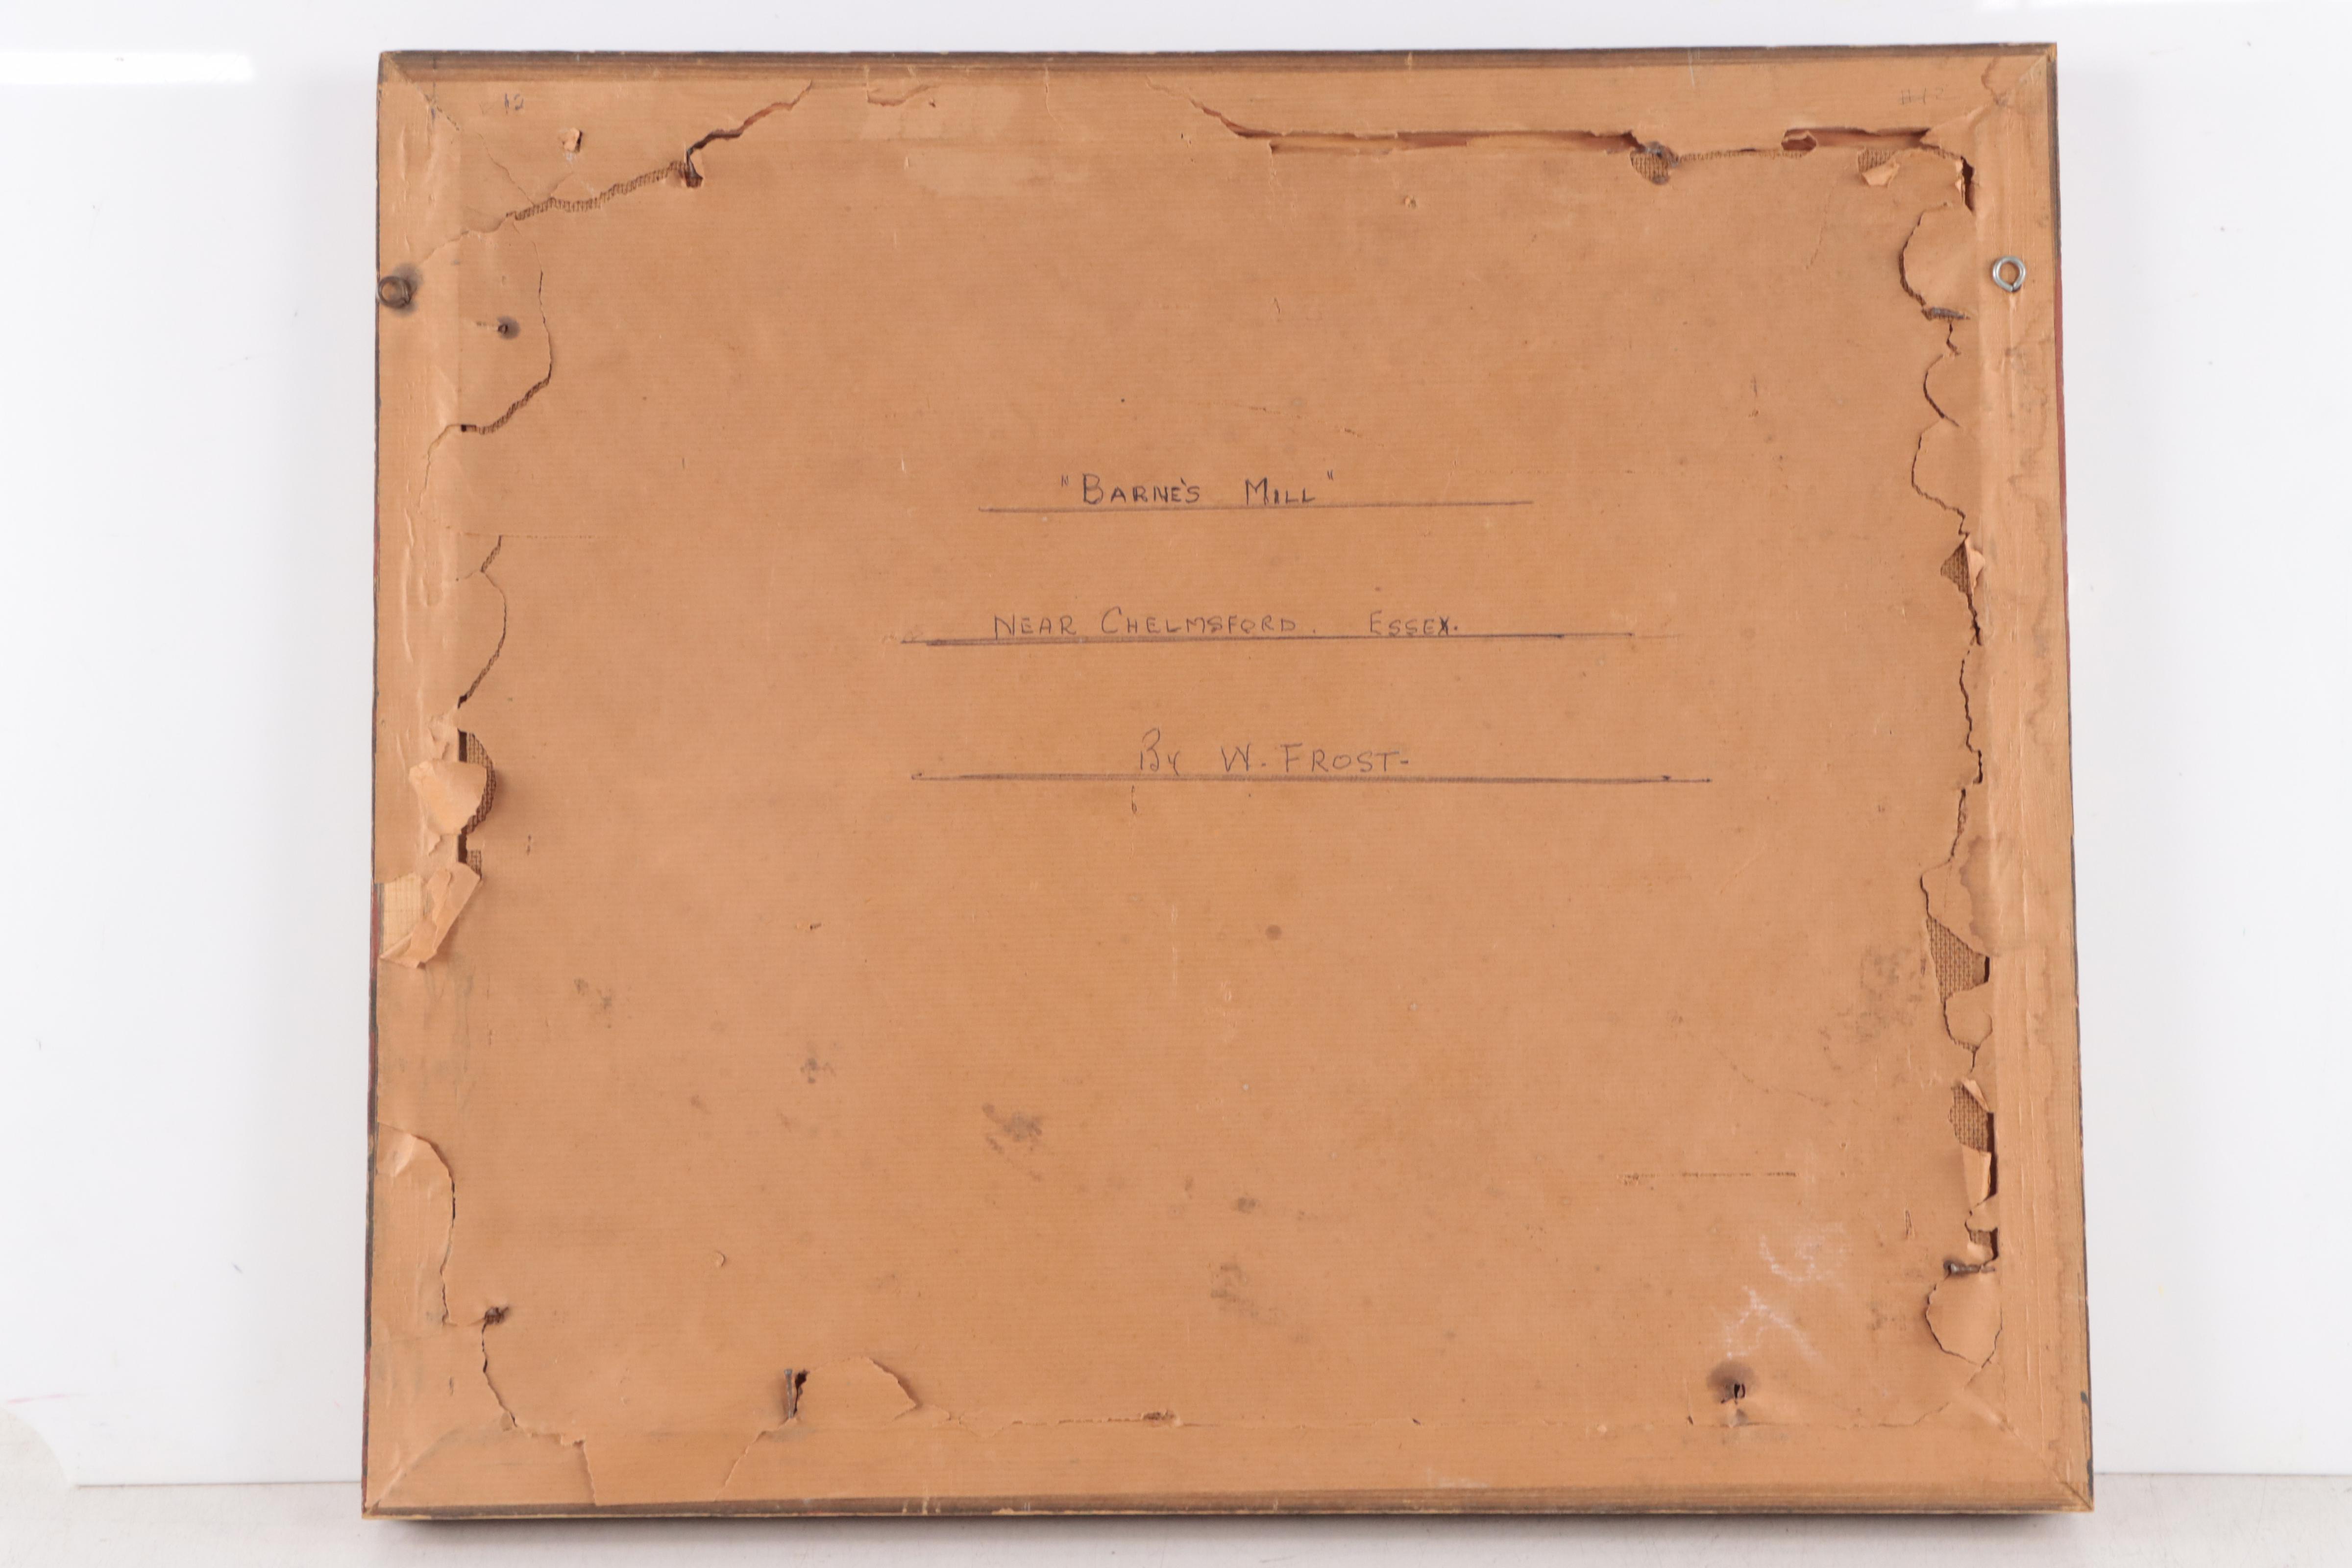 "BARNE'S MILL"
NEAR CHELMSFORD. ESSEX.
By W. FROST-